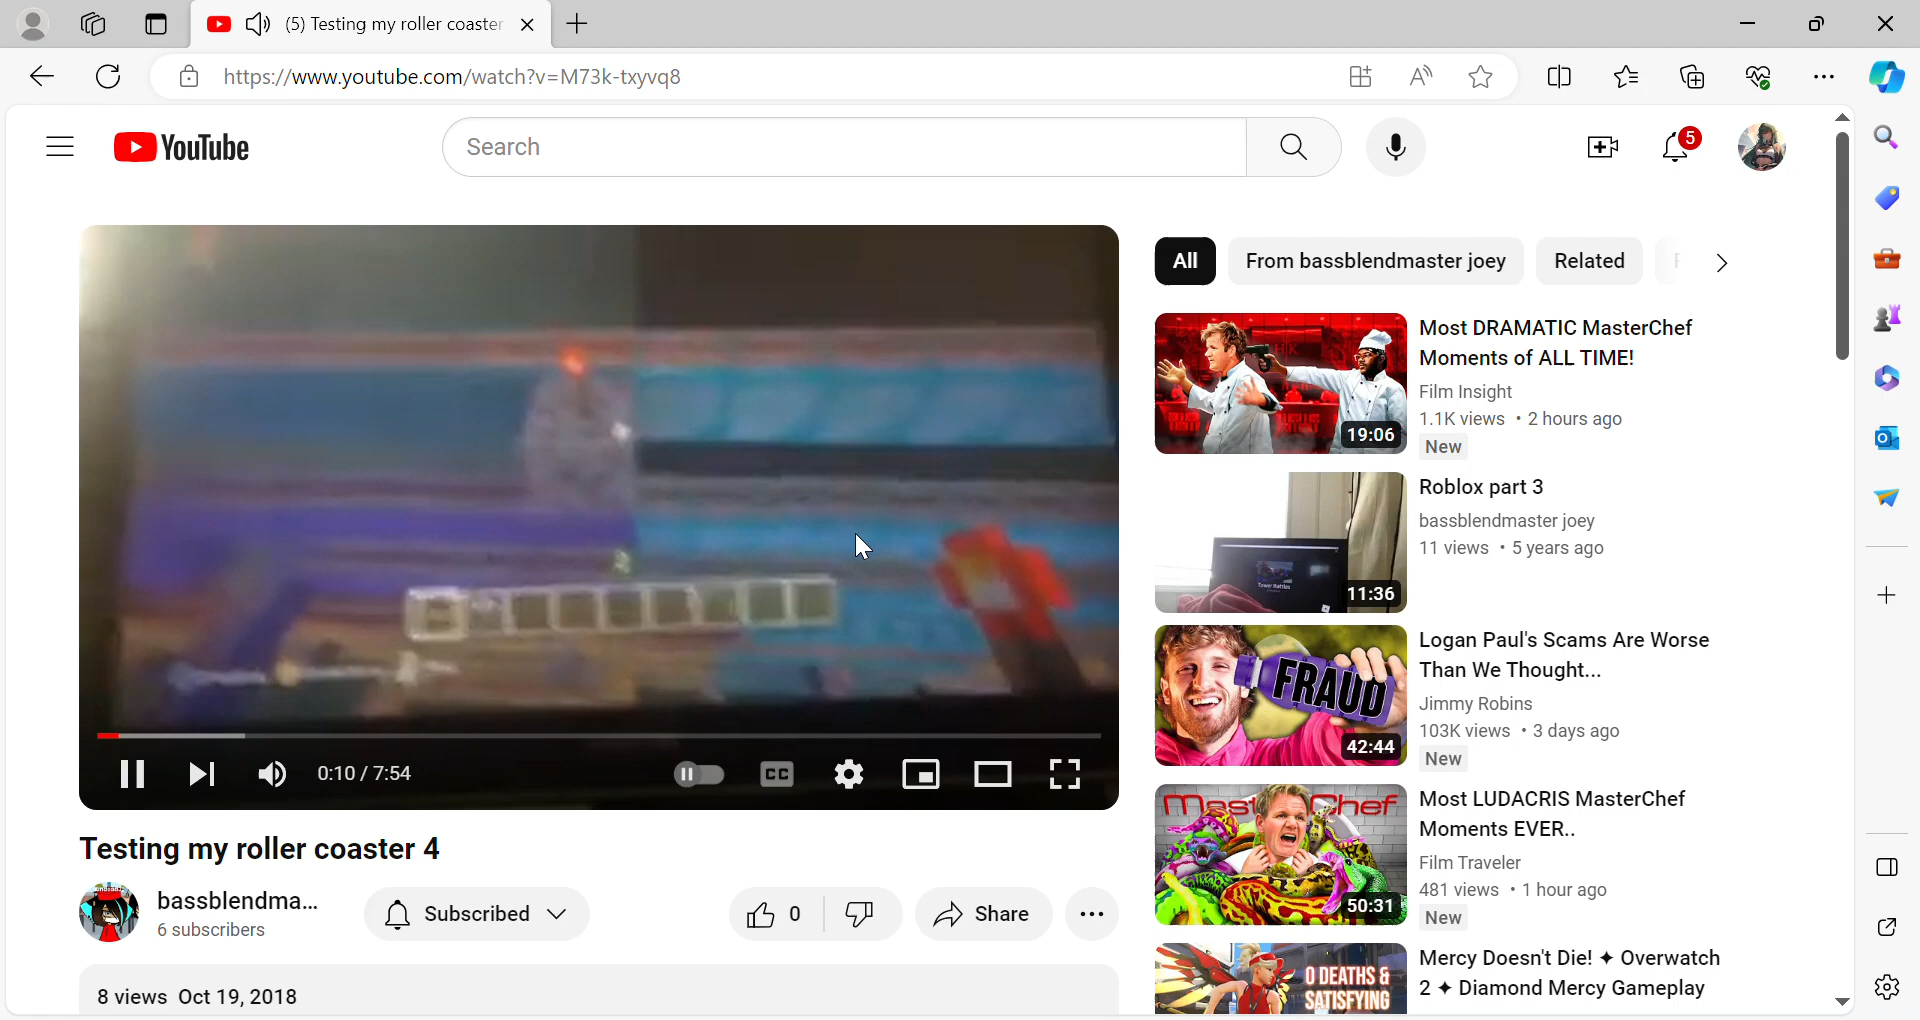 (5) Testing my roller coaster
https://www.youtube.com/watch?v=M73k-txyvq8
YouTube
Search
5
All
From bassblendmaster joey
Related
19:06
Most DRAMATIC MasterChef
Moments of ALL TIME!
Film Insight
1.1K views • 2 hours ago
New
11:36
Roblox part 3
bassblendmaster joey
11 views • 5 years ago
FRAUD
42:44
Logan Paul's Scams Are Worse
Than We Thought...
Jimmy Robins
103K views • 3 days ago
New
50:31
Most LUDACRIS MasterChef
Moments EVER..
Film Traveler
481 views • 1 hour ago
New
0 DEATHS &
SATISFYING
Mercy Doesn't Die! ✦ Overwatch
2 ✦ Diamond Mercy Gameplay
0:10 / 7:54
CC
Testing my roller coaster 4
bassblendma...
6 subscribers
Subscribed
0
Share
8 views Oct 19, 2018